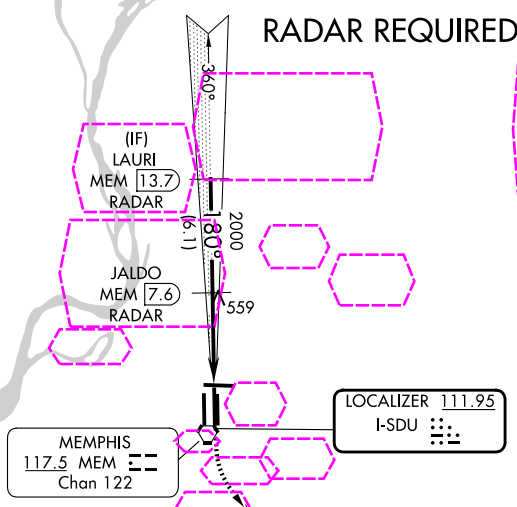 RADAR REQUIRED
360°
(IF)
LAURI
MEM 13.7
RADAR
2000
180°
(6.1)
JALDO
MEM 7.6
RADAR
559
LOCALIZER 111.95
I-SDU
MEMPHIS
117.5 MEM
Chan 122